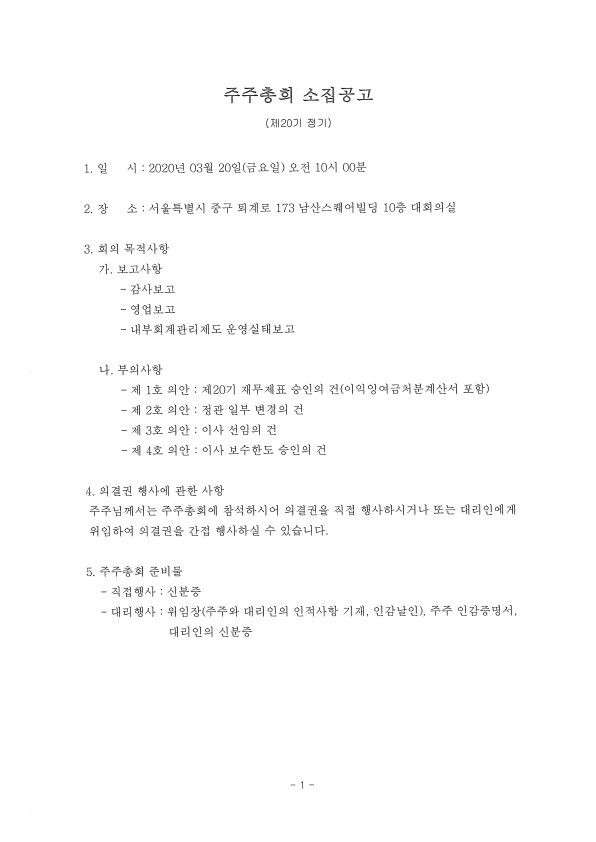 주주총회 소집공고
(제20기 정기)
1. 일 시 : 2020년 03월 20일(금요일) 오전 10시 00분
2. 장 소 : 서울특별시 중구 퇴계로 173 남산스퀘어빌딩 10층 대회의실
3. 회의 목적사항
가. 보고사항
- 감사보고
- 영업보고
- 내부회계관리제도 운영실태보고
나. 부의사항
- 제 1호 의안 : 제20기 재무제표 승인의 건(이익잉여금처분계산서 포함)
- 제 2호 의안 : 정관 일부 변경의 건
- 제 3호 의안 : 이사 선임의 건
- 제 4호 의안 : 이사 보수한도 승인의 건
4. 의결권 행사에 관한 사항
주주님께서는 주주총회에 참석하시어 의결권을 직접 행사하시거나 또는 대리인에게
위임하여 의결권을 간접 행사하실 수 있습니다.
5. 주주총회 준비물
- 직접행사 : 신분증
- 대리행사 : 위임장(주주와 대리인의 인적사항 기재, 인감날인), 주주 인감증명서,
대리인의 신분증
- 1 -